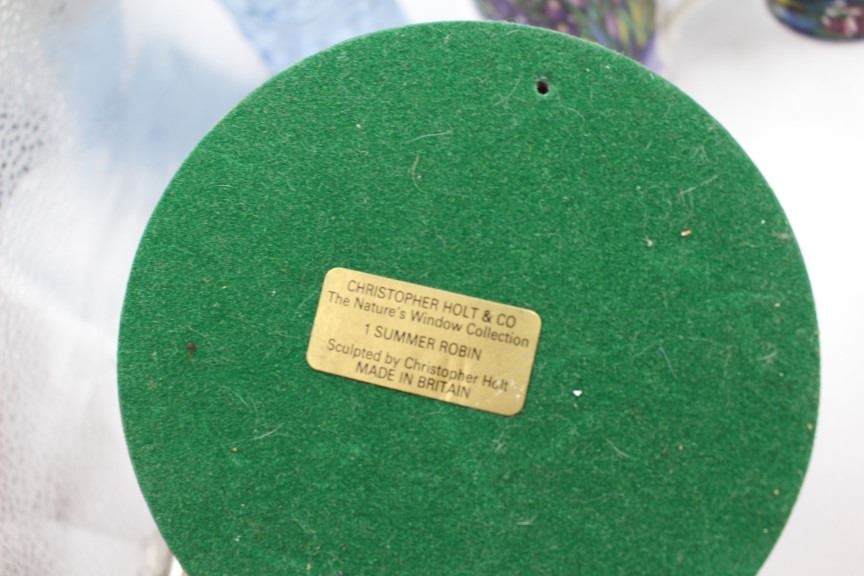 CHRISTOPHER HOLT & CO
The Nature's Window Collection
1 SUMMER ROBIN
Sculpted by Christopher Holt
MADE IN BRITAIN